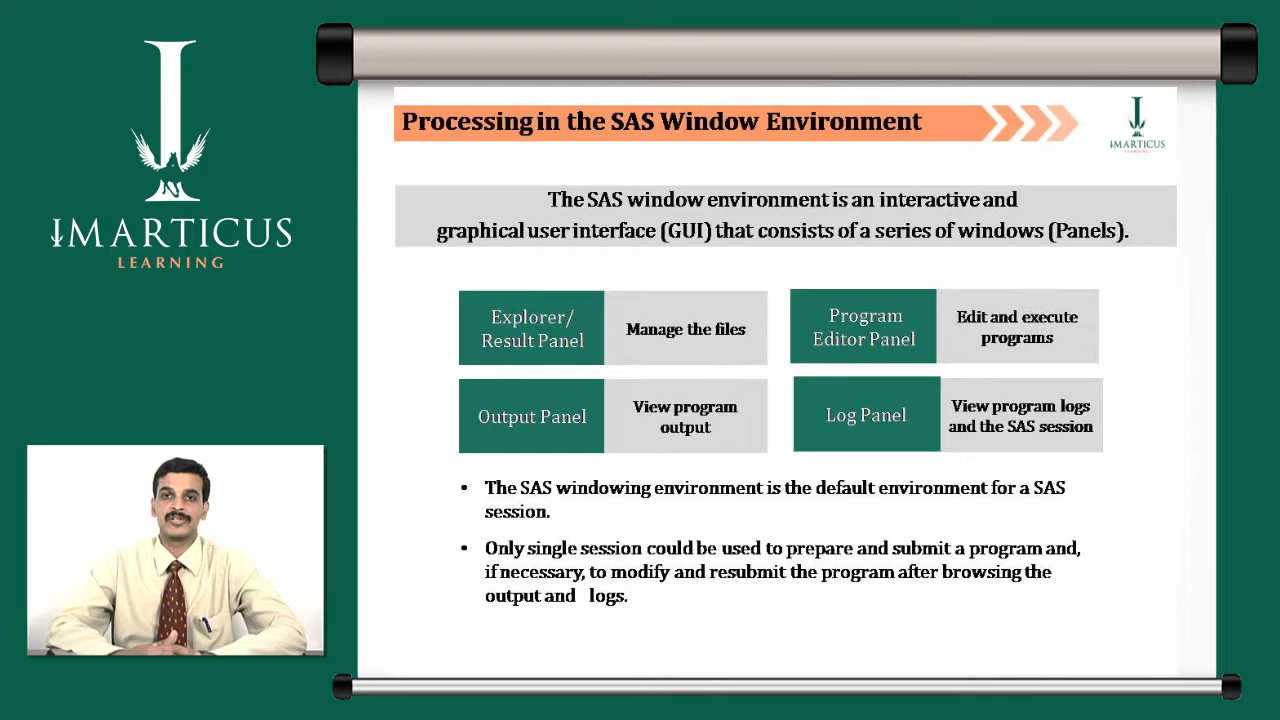 IMARTICUS
LEARNING
Processing in the SAS Window Environment
IMARTICUS
LEARNING
The SAS window environment is an interactive and
graphical user interface (GUI) that consists of a series of windows (Panels).
Explorer/
Result Panel
Manage the files
Program
Editor Panel
Edit and execute
programs
Output Panel
View program
output
Log Panel
View program logs
and the SAS session
• The SAS windowing environment is the default environment for a SAS
session.
• Only single session could be used to prepare and submit a program and,
if necessary, to modify and resubmit the program after browsing the
output and logs.